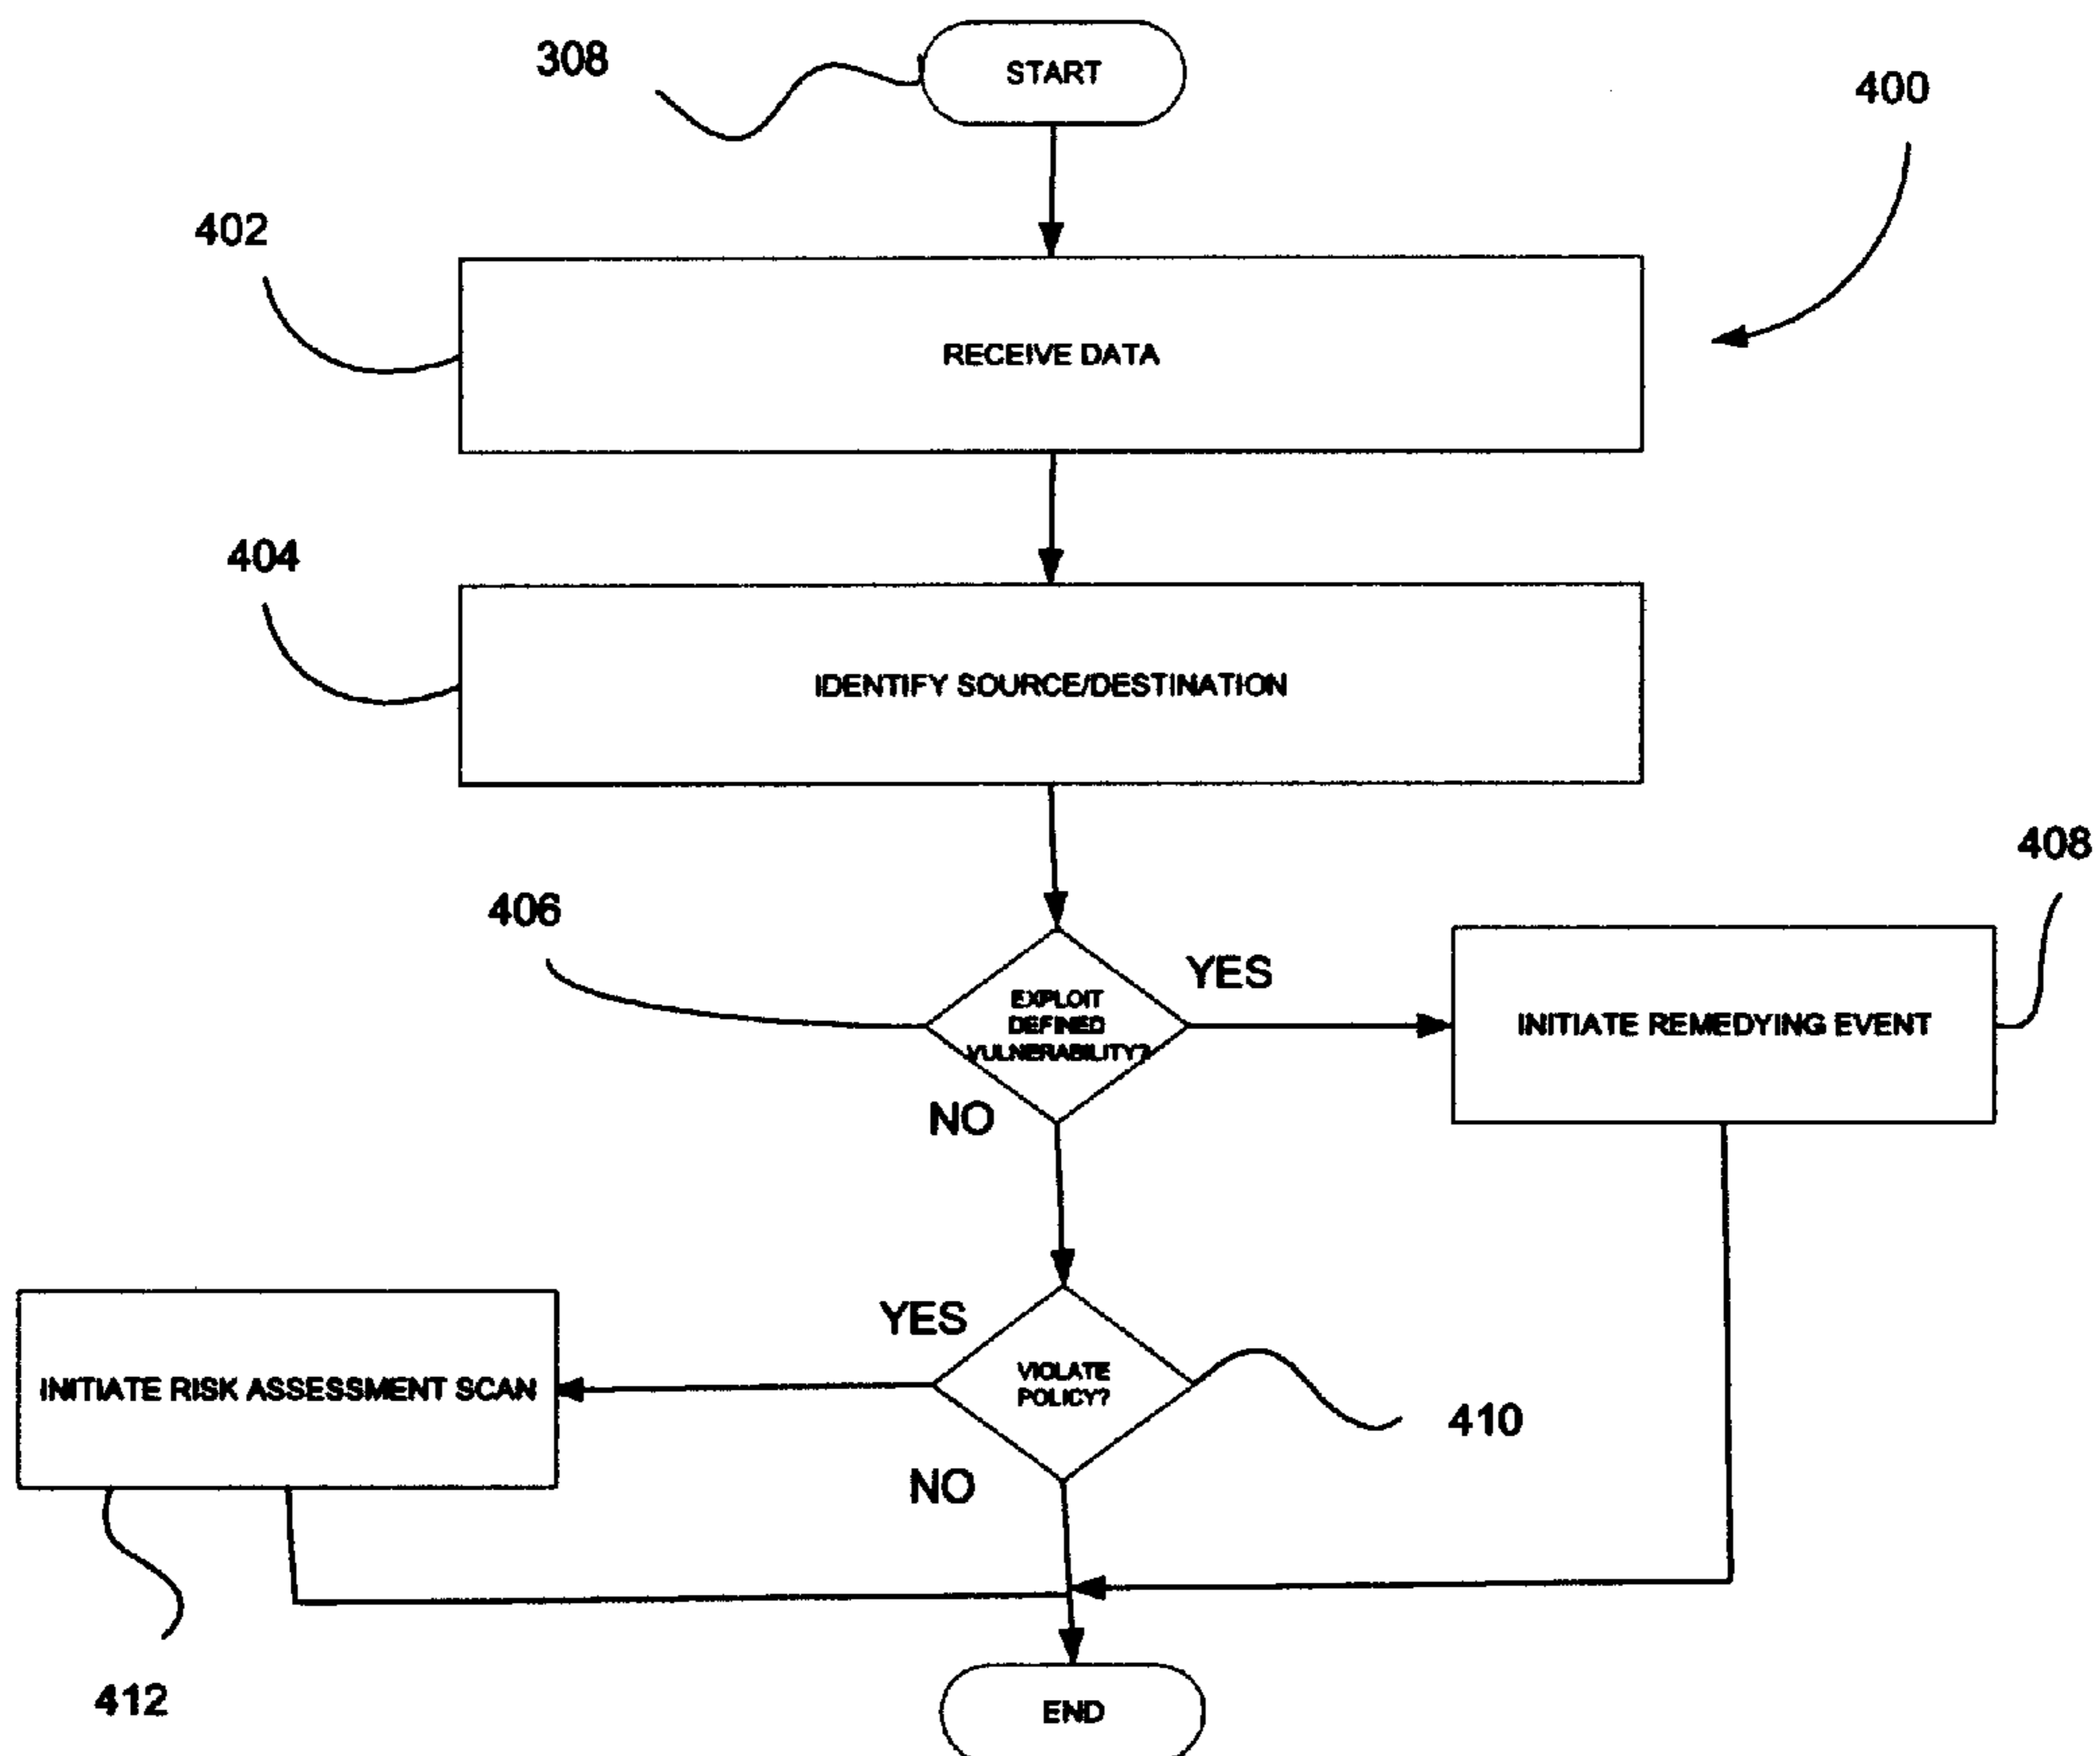 308
START
400
402
RECEIVE DATA
404
IDENTIFY SOURCE/DESTINATION
408
406
YES
EXPLOIT
DEFINED
VULNERABILITY?
INITIATE REMEDYING EVENT
NO
YES
VIOLATE
POLICY?
INITIATE RISK ASSESSMENT SCAN
410
NO
412
END